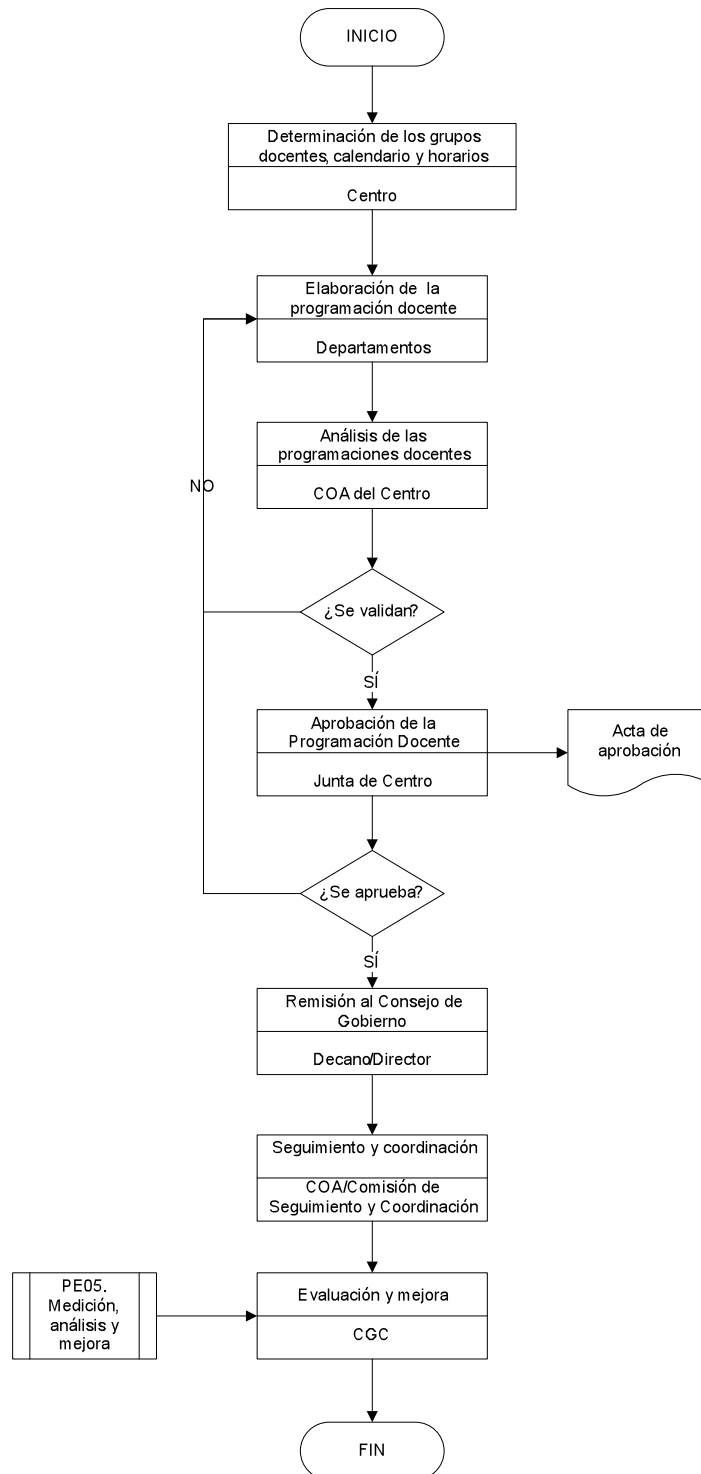 INICIO
Determinación de los grupos
docentes, calendario y horarios
Centro
Elaboración de la
programación docente
Departamentos
Análisis de las
programaciones docentes
COA del Centro
NO
¿Se validan?
SÍ
Aprobación de la
Programación Docente
Junta de Centro
Acta de
aprobación
¿Se aprueba?
SÍ
Remisión al Consejo de
Gobierno
Decano/Director
Seguimiento y coordinación
COA/Comisión de
Seguimiento y Coordinación
PE05.
Medición,
análisis y
mejora
Evaluación y mejora
CGC
FIN